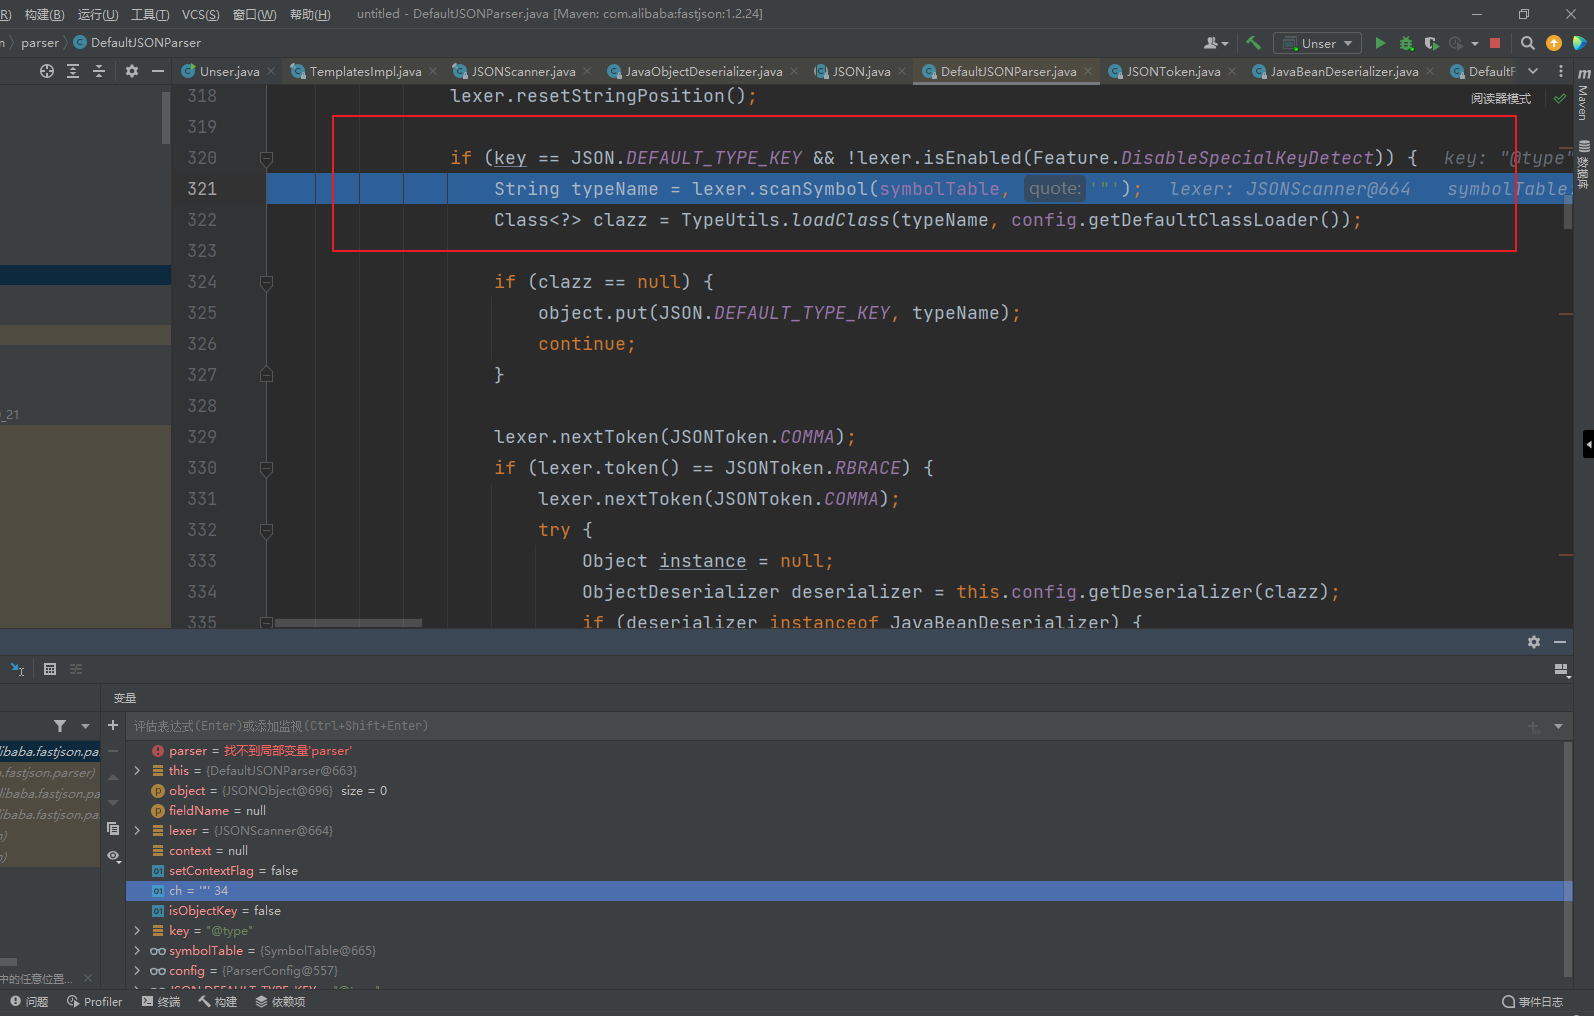 R) 构建(B) 运行(U) 工具(T) VCS(S) 窗口(W) 帮助(H) untitled - DefaultJSONParser.java [Maven: com.alibaba:fastjson:1.2.24]
n parser DefaultJSONParser
Unser
Unser.java TemplatesImpl.java JSONScanner.java JavaObjectDeserializer.java JSON.java DefaultJSONParser.java JSONToken.java JavaBeanDeserializer.java DefaultF
阅读器模式
m Maven
数据库
318 lexer.resetStringPosition();
319
320 if (key == JSON.DEFAULT_TYPE_KEY && !lexer.isEnabled(Feature.DisableSpecialKeyDetect)) { key: "@type"
321 String typeName = lexer.scanSymbol(symbolTable, quote: '"'); lexer: JSONScanner@664 symbolTable
322 Class<?> clazz = TypeUtils.loadClass(typeName, config.getDefaultClassLoader());
323
324 if (clazz == null) {
325 object.put(JSON.DEFAULT_TYPE_KEY, typeName);
326 continue;
327 }
328
329 lexer.nextToken(JSONToken.COMMA);
330 if (lexer.token() == JSONToken.RBRACE) {
331 lexer.nextToken(JSONToken.COMMA);
332 try {
333 Object instance = null;
334 ObjectDeserializer deserializer = this.config.getDeserializer(clazz);
335 if (deserializer instanceof JavaBeanDeserializer) {
_21
变量
评估表达式(Enter)或添加监视(Ctrl+Shift+Enter)
libaba.fastjson.pa
.fastjson.parser)
libaba.fastjson.pa
libaba.fastjson.pa
parser = 找不到局部变量'parser'
this = {DefaultJSONParser@663}
object = {JSONObject@696} size = 0
fieldName = null
lexer = {JSONScanner@664}
context = null
setContextFlag = false
ch = '"' 34
isObjectKey = false
key = "@type"
symbolTable = {SymbolTable@665}
config = {ParserConfig@557}
JSON.DEFAULT_TYPE_KEY = "@type"
中的任意位置...
问题 Profiler 终端 构建 依赖项 事件日志